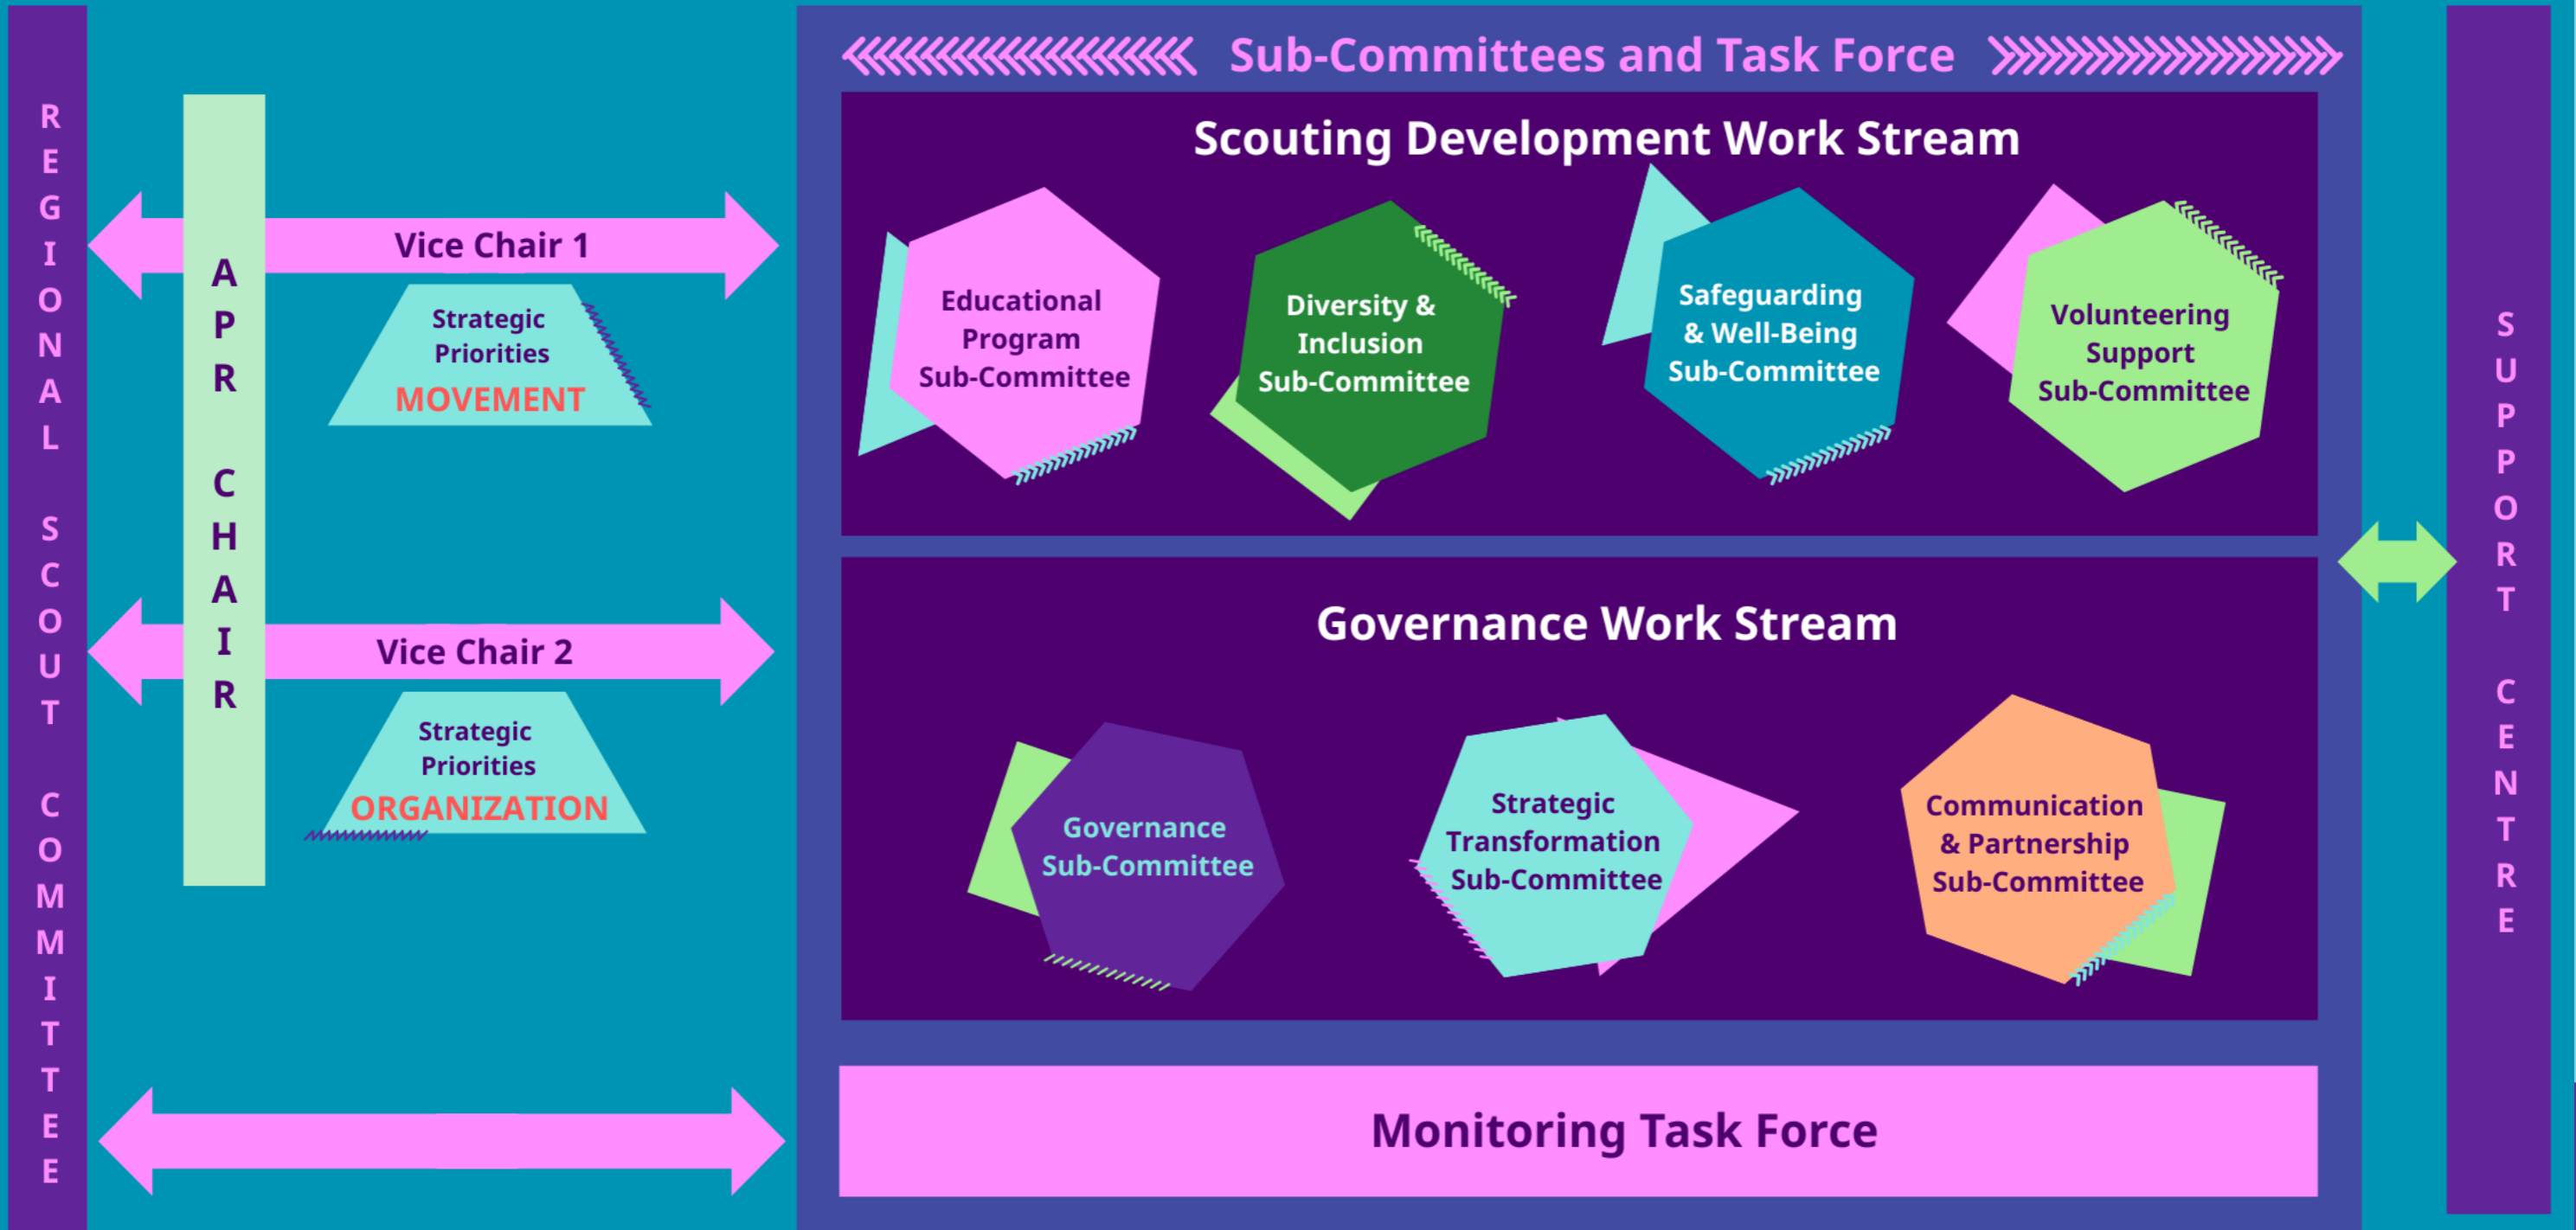 REGIONAL SCOUT COMMITTEE
APR CHAIR
Vice Chair 1
Strategic
Priorities
MOVEMENT
Vice Chair 2
Strategic
Priorities
ORGANIZATION
Sub-Committees and Task Force
Scouting Development Work Stream
Educational
Program
Sub-Committee
Diversity &
Inclusion
Sub-Committee
Safeguarding
& Well-Being
Sub-Committee
Volunteering
Support
Sub-Committee
Governance Work Stream
Governance
Sub-Committee
Strategic
Transformation
Sub-Committee
Communication
& Partnership
Sub-Committee
Monitoring Task Force
SUPPORT CENTRE